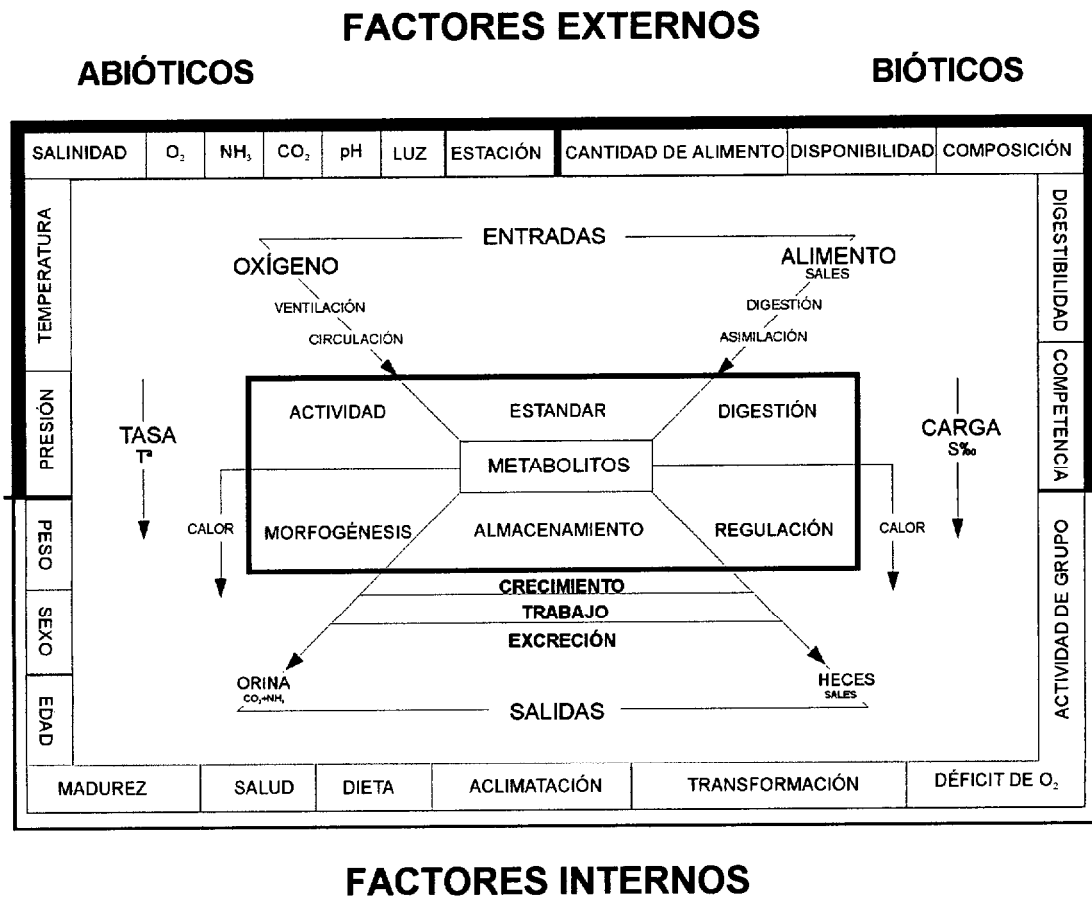 FACTORES EXTERNOS
ABIÓTICOS
BIÓTICOS
SALINIDAD
O₂
NH₃
CO₂
pH
LUZ
ESTACIÓN
CANTIDAD DE ALIMENTO
DISPONIBILIDAD
COMPOSICIÓN
TEMPERATURA
PRESIÓN
PESO
SEXO
EDAD
DIGESTIBILIDAD
COMPETENCIA
ACTIVIDAD DE GRUPO
ENTRADAS
OXÍGENO
ALIMENTO
SALES
VENTILACIÓN
DIGESTIÓN
CIRCULACIÓN
ASIMILACIÓN
ACTIVIDAD
ESTANDAR
DIGESTIÓN
TASA
Tª
CARGA
S‰
METABOLITOS
CALOR
MORFOGÉNESIS
ALMACENAMIENTO
REGULACIÓN
CALOR
CRECIMIENTO
TRABAJO
EXCRECIÓN
ORINA
CO₂+NH₃
HECES
SALES
SALIDAS
MADUREZ
SALUD
DIETA
ACLIMATACIÓN
TRANSFORMACIÓN
DÉFICIT DE O₂
FACTORES INTERNOS